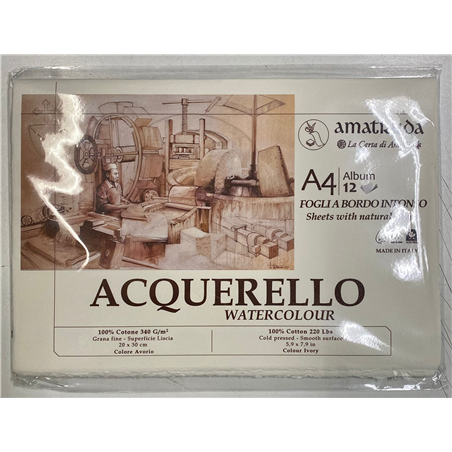 amatruda
La Carta di Amalfi
A4 Album
12
FOGLI A BORDO INTONSO
Sheets with natural
MADE IN ITALY
ACQUERELLO
WATERCOLOUR
100% Cotone 340 G/m²
Grana fine - Superficie Liscia
20 x 30 cm
Colore Avorio
100% Cotton 220 Lbs
Cold pressed - Smooth surface
5,9 x 7,9 in
Colour Ivory